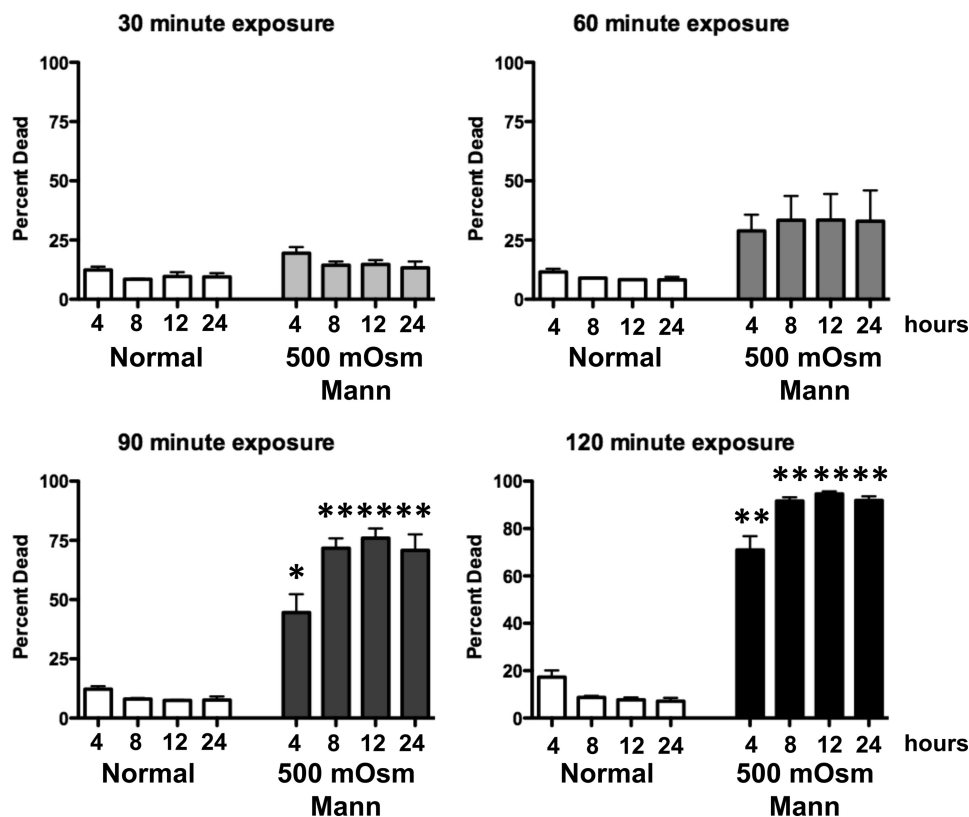 30 minute exposure
60 minute exposure
100
75
50
25
0
Percent Dead
4 8 12 24
4 8 12 24
Normal
500 mOsm
Mann
100
75
50
25
0
Percent Dead
4 8 12 24
4 8 12 24
hours
Normal
500 mOsm
Mann
90 minute exposure
120 minute exposure
100
75
50
25
0
Percent Dead
*
******
4 8 12 24
4 8 12 24
Normal
500 mOsm
Mann
100
80
60
40
20
0
Percent Dead
**
******
4 8 12 24
4 8 12 24
hours
Normal
500 mOsm
Mann